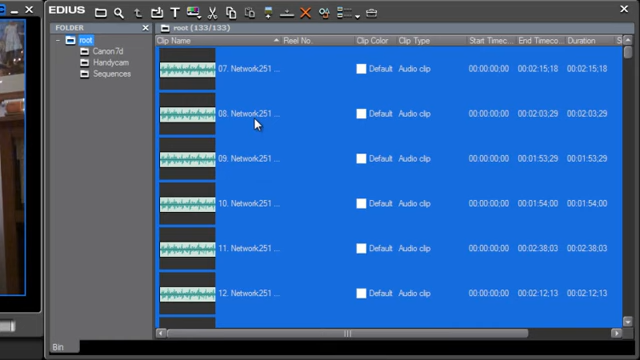 EDIUS
FOLDER
root
Canon7d
Handycam
Sequences
root (133/133)
Clip Name Reel No. Clip Color Clip Type Start Timec... End Timeco... Duration S
07. Network251 ... Default Audio clip 00:00:00;00 00:02:15;18 00:02:15;18
08. Network251 ... Default Audio clip 00:00:00;00 00:02:03;29 00:02:03;29
09. Network251 ... Default Audio clip 00:00:00;00 00:01:53;29 00:01:53;29
10. Network251 ... Default Audio clip 00:00:00;00 00:01:54;00 00:01:54;00
11. Network251 ... Default Audio clip 00:00:00;00 00:02:38;03 00:02:38;03
12. Network251 ... Default Audio clip 00:00:00;00 00:02:12;13 00:02:12;13
Bin